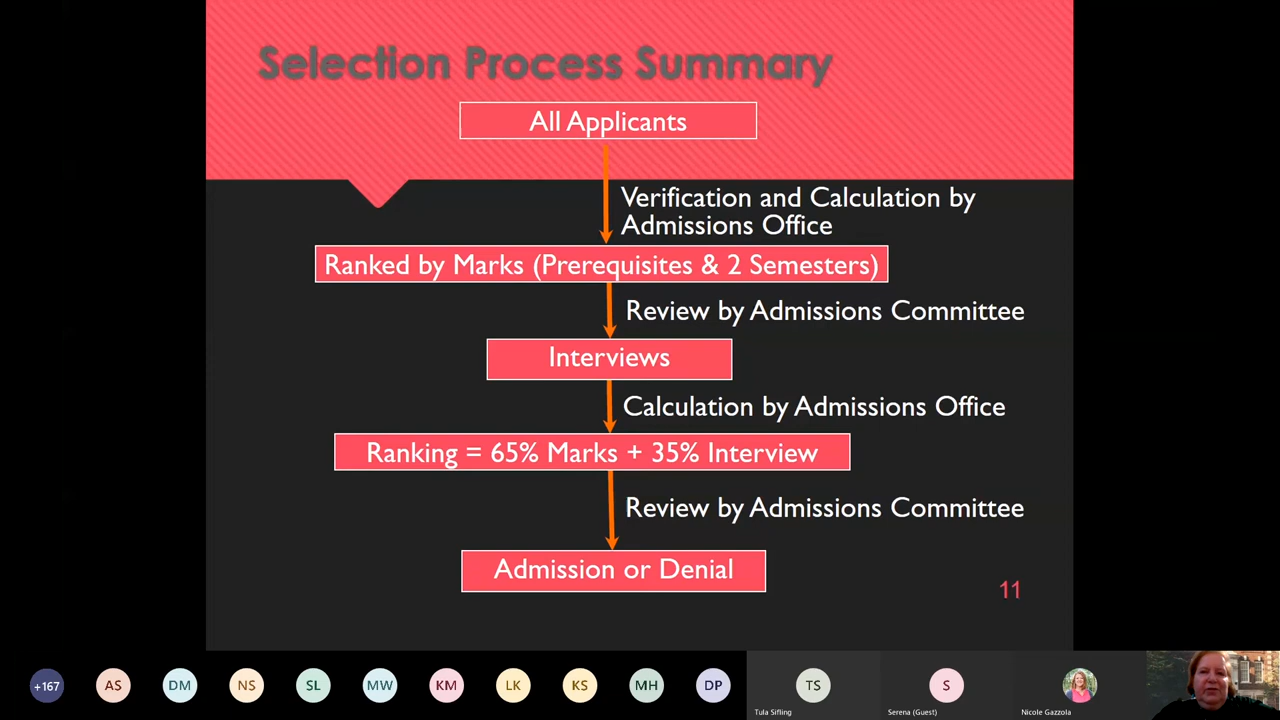 Selection Process Summary
All Applicants
Verification and Calculation by
Admissions Office
Ranked by Marks (Prerequisites & 2 Semesters)
Review by Admissions Committee
Interviews
Calculation by Admissions Office
Ranking = 65% Marks + 35% Interview
Review by Admissions Committee
Admission or Denial
11
+167
AS
DM
NS
SL
MW
KM
LK
KS
MH
DP
TS
S
Tula Sifling
Serena (Guest)
Nicole Gazzola